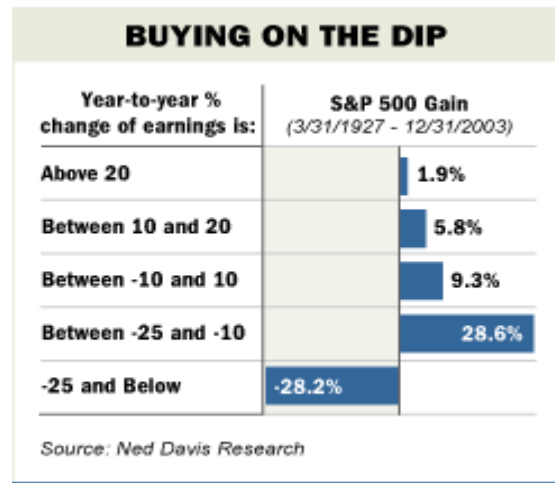 BUYING ON THE DIP
Year-to-year %
change of earnings is:
S&P 500 Gain
(3/31/1927 - 12/31/2003)
Above 20
1.9%
Between 10 and 20
5.8%
Between -10 and 10
9.3%
Between -25 and -10
28.6%
-25 and Below
-28.2%
Source: Ned Davis Research